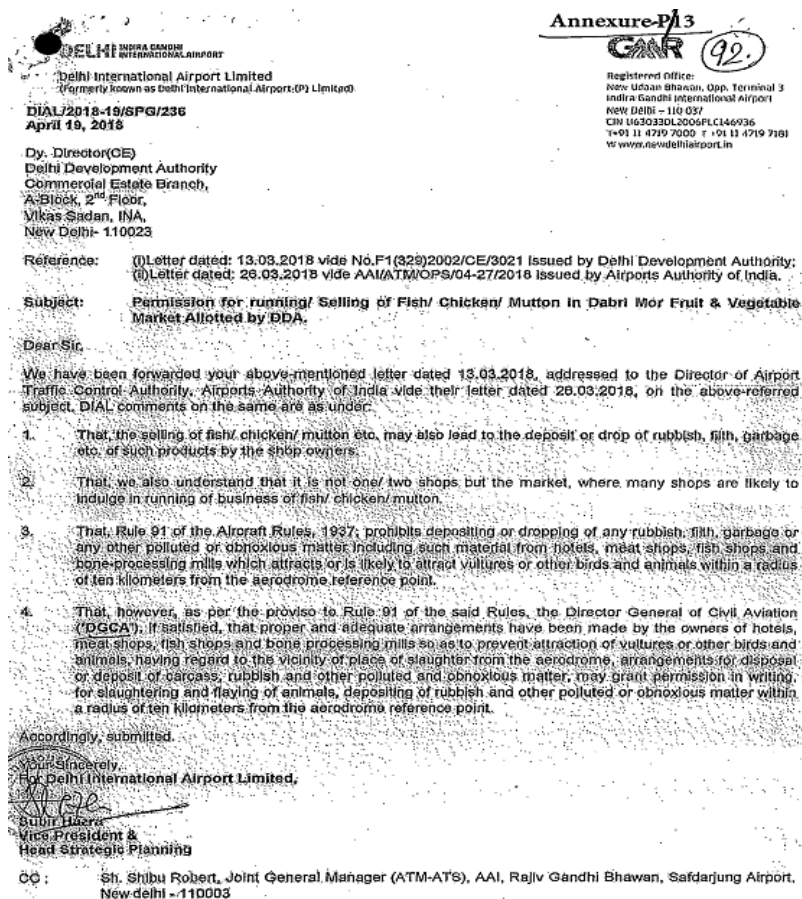 Annexure-P/13
DELHI INDIRA GANDHI INTERNATIONAL AIRPORT
GMR
92.
Delhi International Airport Limited
(Formerly known as Delhi International Airport (P) Limited)
Registered Office:
New Udaan Bhawan, Opp. Terminal 3
Indira Gandhi International Airport
New Delhi – 110 037
CIN U63033DL2006PLC146936
T +91 11 4719 7000 F +91 11 4719 7181
W www.newdelhiairport.in
DIAL/2018-19/SPG/236
April 19, 2018
Dy. Director(CE)
Delhi Development Authority
Commercial Estate Branch,
A-Block, 2nd Floor,
Vikas Sadan, INA,
New Delhi- 110023
Reference: (i)Letter dated: 13.03.2018 vide No.F1(329)2002/CE/3021 issued by Delhi Development Authority;
(ii)Letter dated: 26.03.2018 vide AAI/ATM/OPS/04-27/2018 issued by Airports Authority of India.
Subject: Permission for running/ Selling of Fish/ Chicken/ Mutton in Dabri Mor Fruit & Vegetable
Market Allotted by DDA.
Dear Sir,
We have been forwarded your above-mentioned letter dated 13.03.2018, addressed to the Director of Airport
Traffic Control Authority, Airports Authority of India vide their letter dated 26.03.2018, on the above-referred
subject, DIAL comments on the same are as under:
1. That, the selling of fish/ chicken/ mutton etc. may also lead to the deposit or drop of rubbish, filth, garbage
etc. of such products by the shop owners.
2. That, we also understand that it is not one/ two shops but the market, where many shops are likely to
indulge in running of business of fish/ chicken/ mutton.
3. That, Rule 91 of the Aircraft Rules, 1937; prohibits depositing or dropping of any rubbish, filth, garbage or
any other polluted or obnoxious matter including such material from hotels, meat shops, fish shops and
bone-processing mills which attracts or is likely to attract vultures or other birds and animals within a radius
of ten kilometers from the aerodrome reference point.
4. That, however, as per the proviso to Rule 91 of the said Rules, the Director General of Civil Aviation
("DGCA"), if satisfied, that proper and adequate arrangements have been made by the owners of hotels,
meat shops, fish shops and bone processing mills so as to prevent attraction of vultures or other birds and
animals, having regard to the vicinity of place of slaughter from the aerodrome, arrangements for disposal
or deposit of carcass, rubbish and other polluted and obnoxious matter, may grant permission in writing,
for slaughtering and flaying of animals, depositing of rubbish and other polluted or obnoxious matter within
a radius of ten kilometers from the aerodrome reference point.
Accordingly, submitted.
Your Sincerely,
For Delhi International Airport Limited,
Subir Hazra
Vice President &
Head Strategic Planning
CC : Sh. Shibu Robert, Joint General Manager (ATM-ATS), AAI, Rajiv Gandhi Bhawan, Safdarjung Airport,
New delhi - 110003